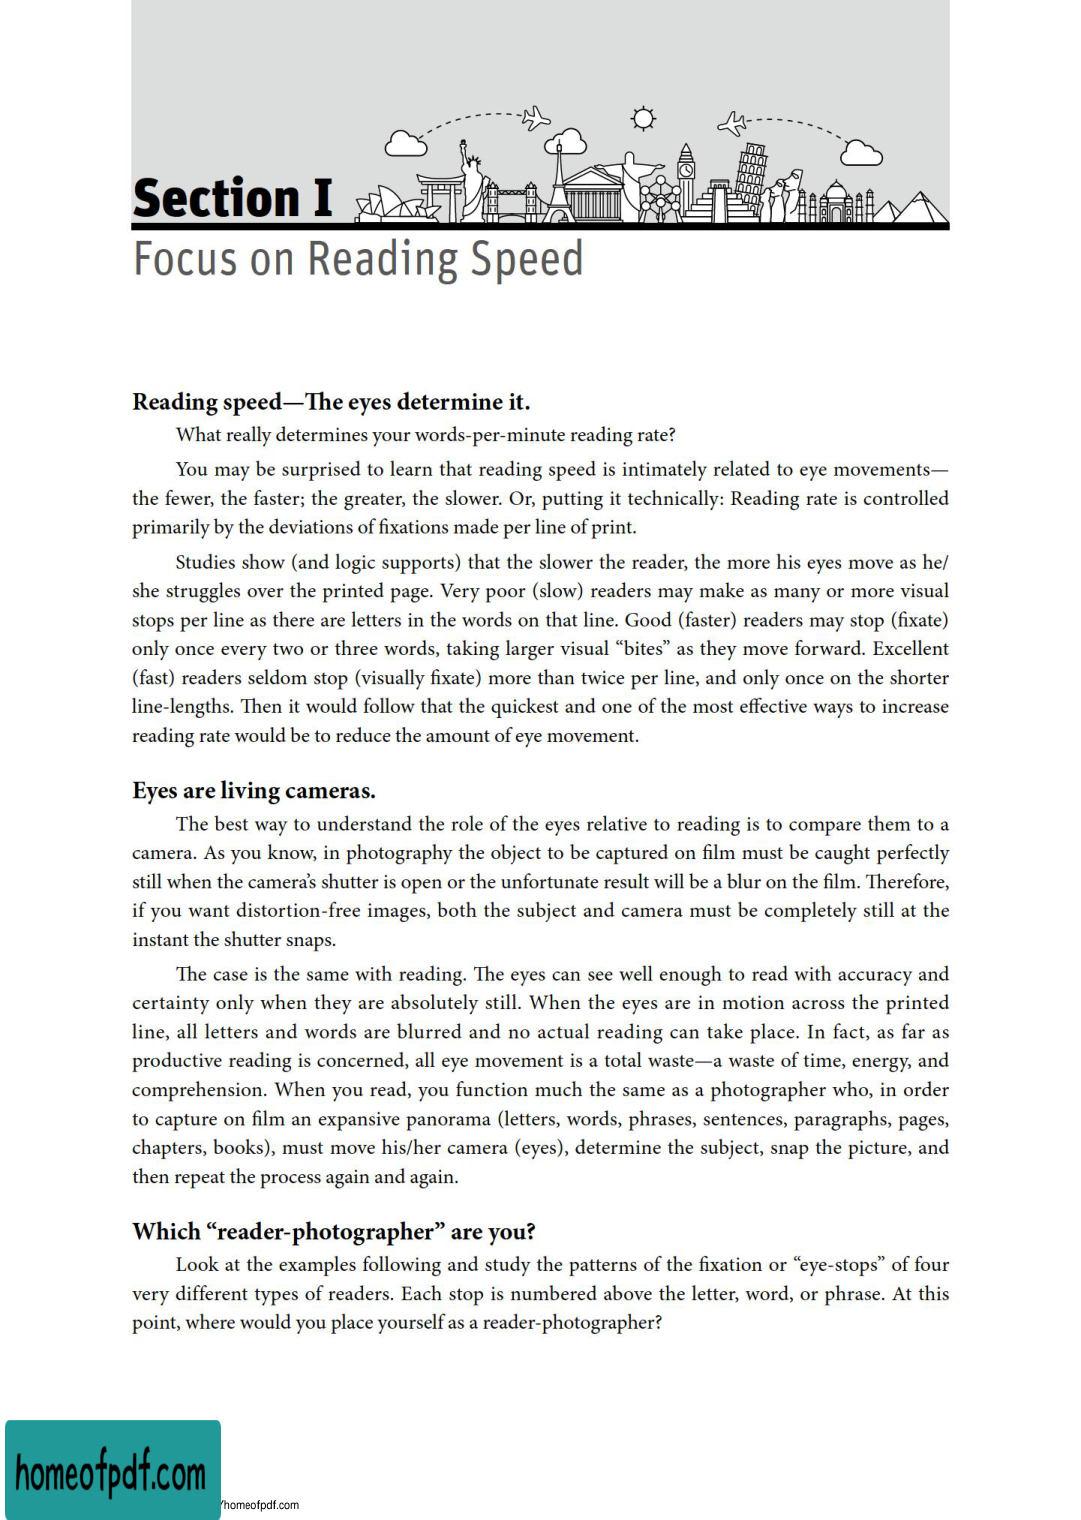 Section I
Focus on Reading Speed
Reading speed—The eyes determine it.
What really determines your words-per-minute reading rate?
You may be surprised to learn that reading speed is intimately related to eye movements—
the fewer, the faster; the greater, the slower. Or, putting it technically: Reading rate is controlled
primarily by the deviations of fixations made per line of print.
Studies show (and logic supports) that the slower the reader, the more his eyes move as he/
she struggles over the printed page. Very poor (slow) readers may make as many or more visual
stops per line as there are letters in the words on that line. Good (faster) readers may stop (fixate)
only once every two or three words, taking larger visual “bites” as they move forward. Excellent
(fast) readers seldom stop (visually fixate) more than twice per line, and only once on the shorter
line-lengths. Then it would follow that the quickest and one of the most effective ways to increase
reading rate would be to reduce the amount of eye movement.
Eyes are living cameras.
The best way to understand the role of the eyes relative to reading is to compare them to a
camera. As you know, in photography the object to be captured on film must be caught perfectly
still when the camera’s shutter is open or the unfortunate result will be a blur on the film. Therefore,
if you want distortion-free images, both the subject and camera must be completely still at the
instant the shutter snaps.
The case is the same with reading. The eyes can see well enough to read with accuracy and
certainty only when they are absolutely still. When the eyes are in motion across the printed
line, all letters and words are blurred and no actual reading can take place. In fact, as far as
productive reading is concerned, all eye movement is a total waste—a waste of time, energy, and
comprehension. When you read, you function much the same as a photographer who, in order
to capture on film an expansive panorama (letters, words, phrases, sentences, paragraphs, pages,
chapters, books), must move his/her camera (eyes), determine the subject, snap the picture, and
then repeat the process again and again.
Which “reader-photographer” are you?
Look at the examples following and study the patterns of the fixation or “eye-stops” of four
very different types of readers. Each stop is numbered above the letter, word, or phrase. At this
point, where would you place yourself as a reader-photographer?
homeofpdf.com
/homeofpdf.com